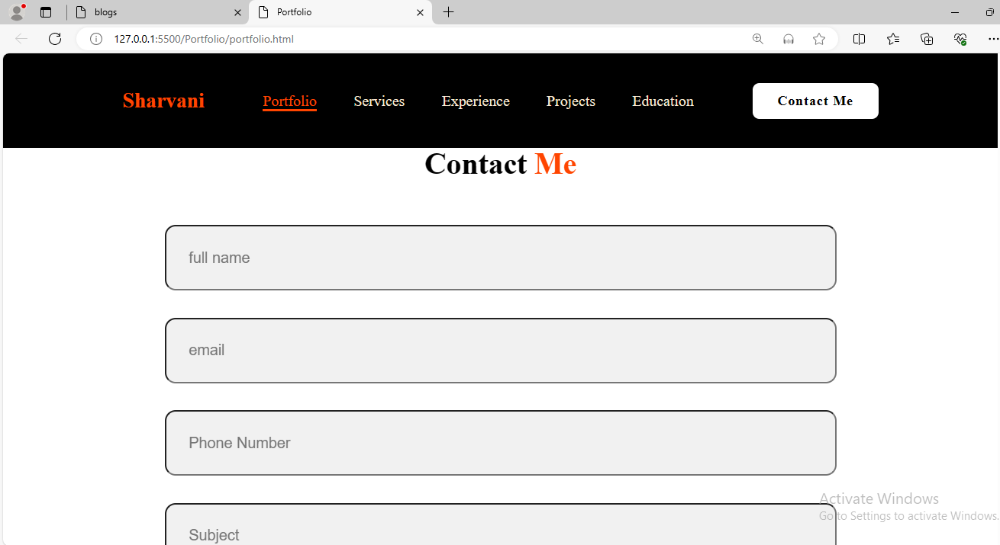 blogs
Portfolio
127.0.0.1:5500/Portfolio/portfolio.html
Sharvani Portfolio Services Experience Projects Education Contact Me
Contact Me
full name
email
Phone Number
Subject
Activate Windows
Go to Settings to activate Windows.